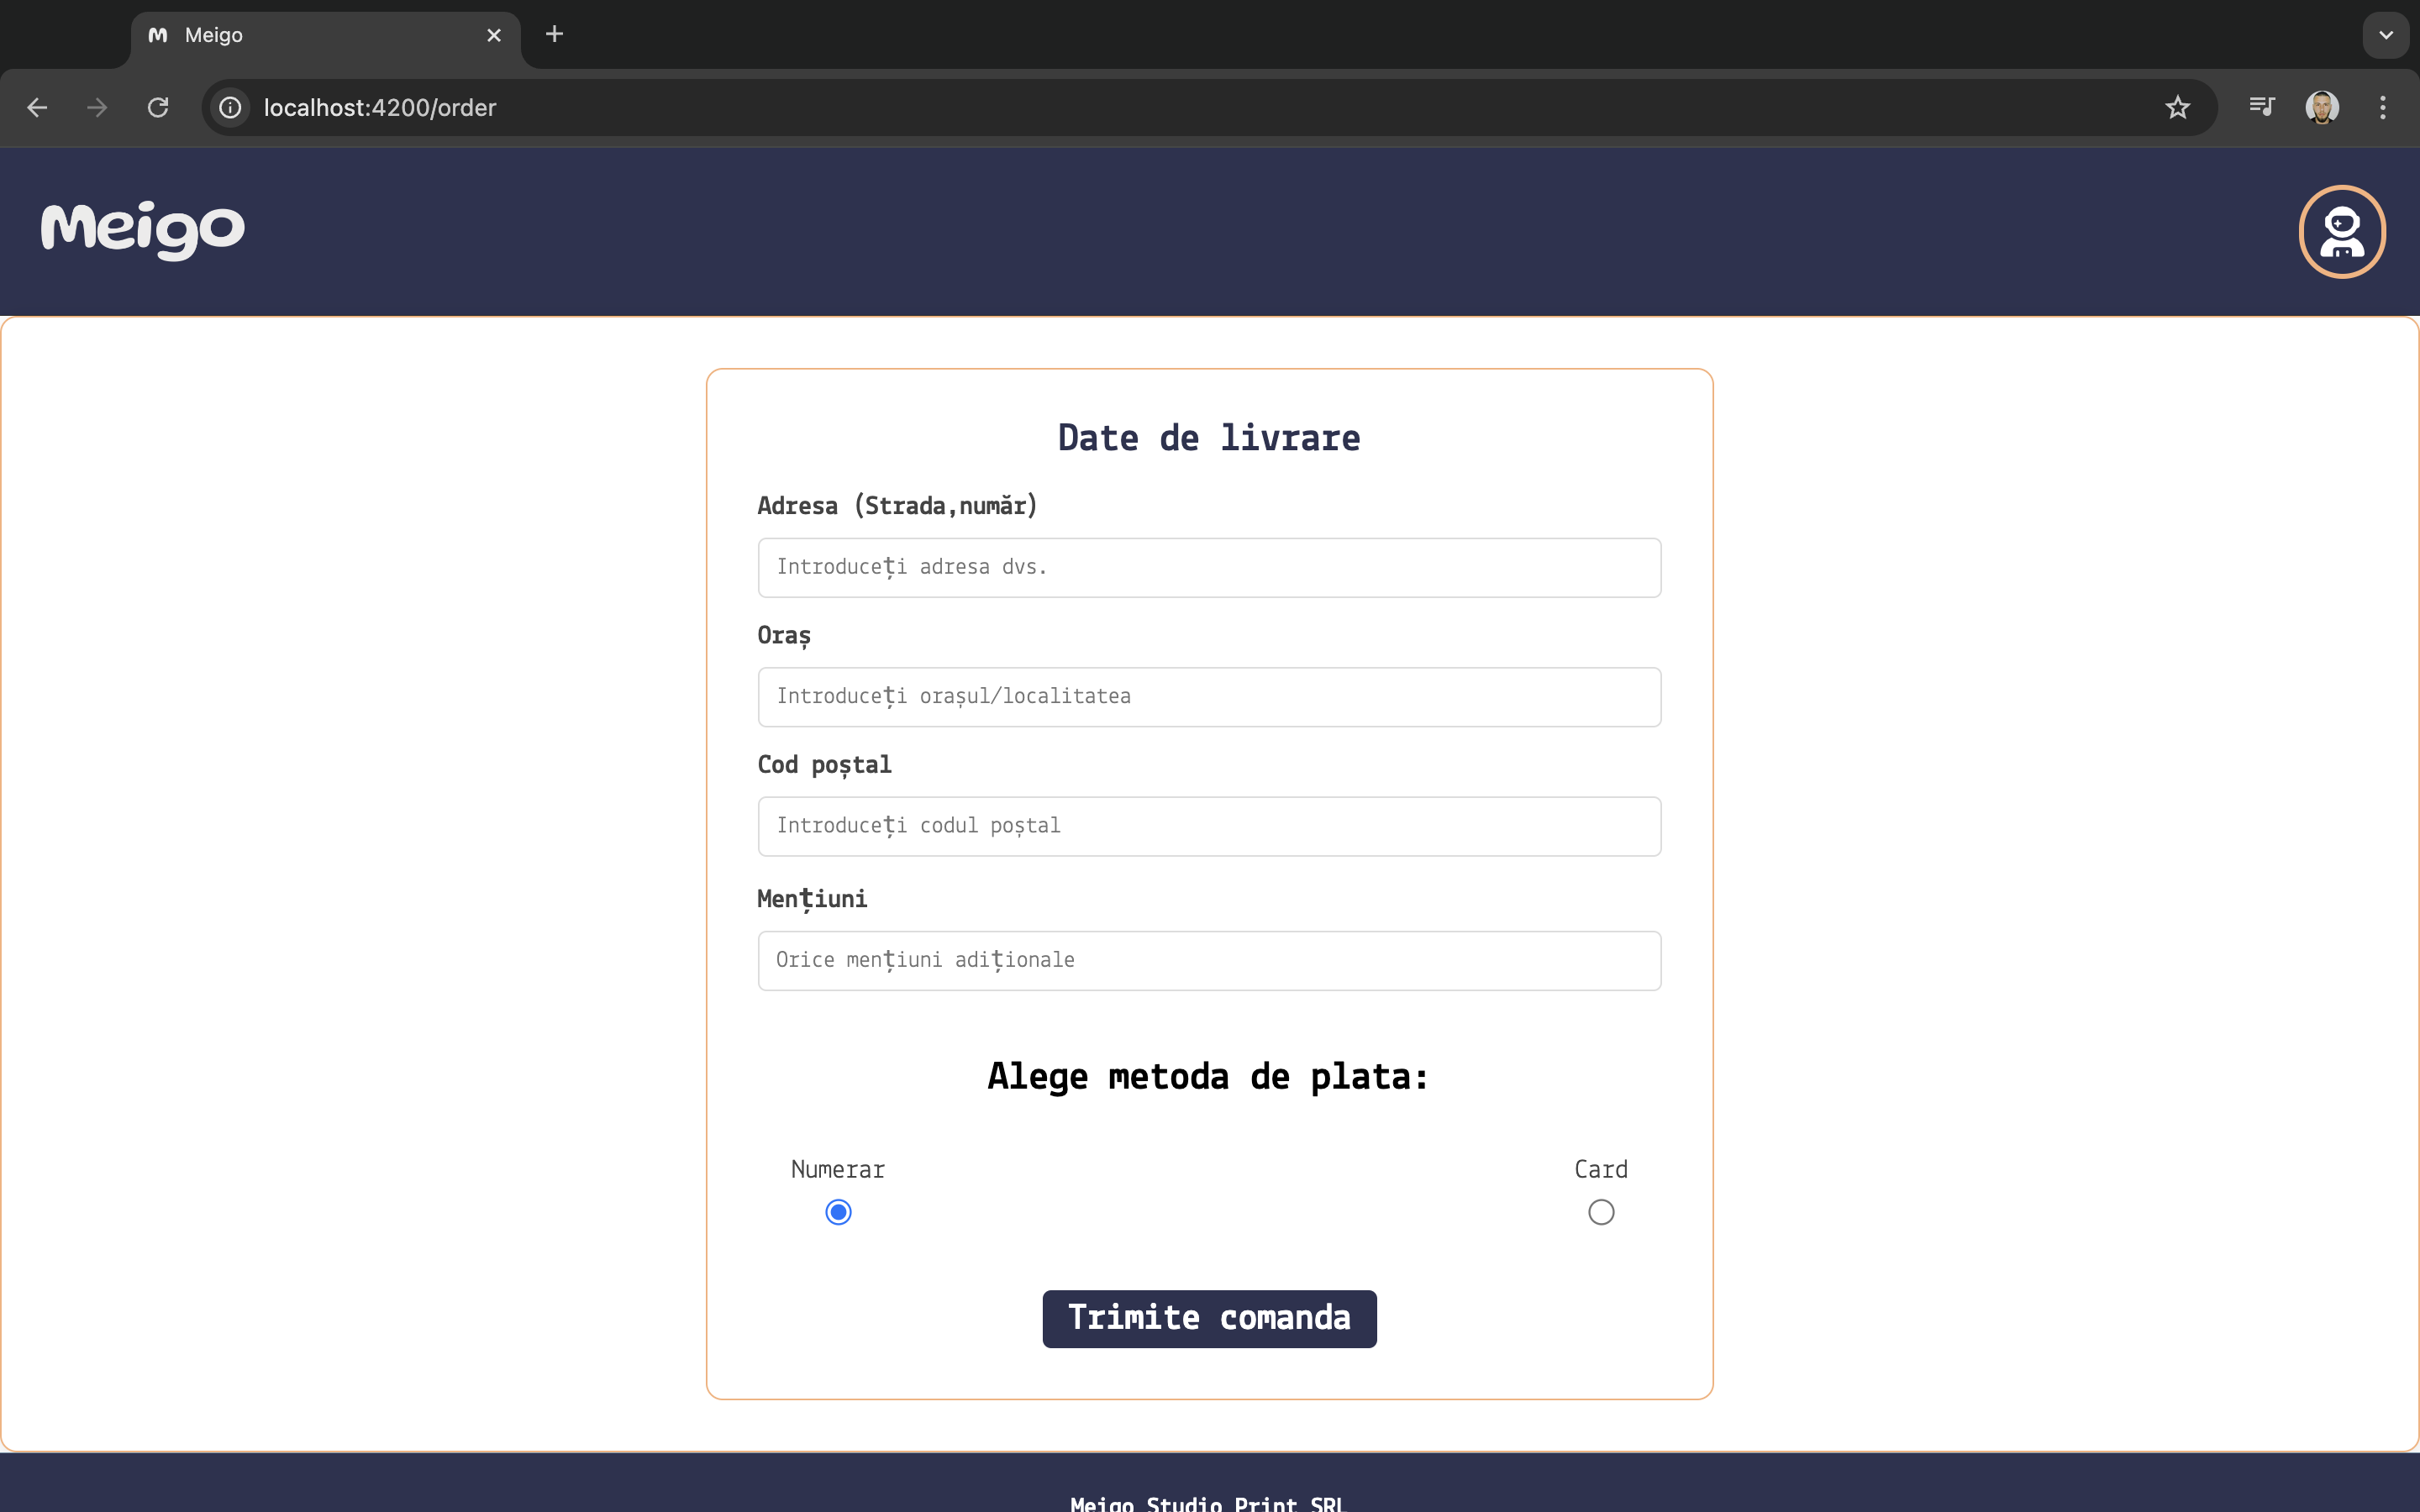 Meigo
localhost:4200/order
Meigo
Date de livrare
Adresa (Strada,număr)
Introduceți adresa dvs.
Oraș
Introduceți orașul/localitatea
Cod poștal
Introduceți codul poștal
Mențiuni
Orice mențiuni adiționale
Alege metoda de plata:
Numerar Card
Trimite comanda
Meigo Studio Print SRL